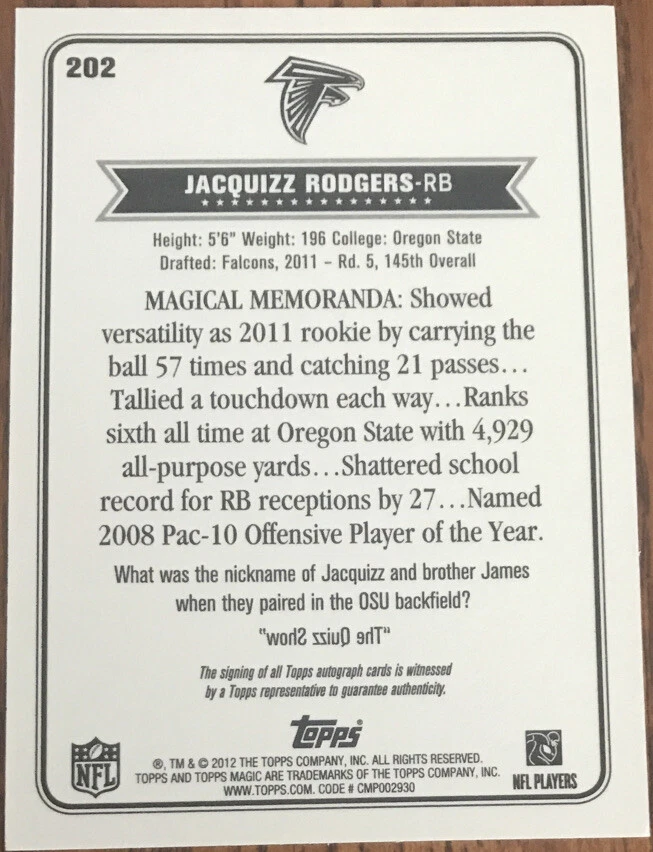 202
JACQUIZZ RODGERS-RB
Height: 5'6" Weight: 196 College: Oregon State
Drafted: Falcons, 2011 – Rd. 5, 145th Overall
MAGICAL MEMORANDA: Showed
versatility as 2011 rookie by carrying the
ball 57 times and catching 21 passes...
Tallied a touchdown each way...Ranks
sixth all time at Oregon State with 4,929
all-purpose yards...Shattered school
record for RB receptions by 27...Named
2008 Pac-10 Offensive Player of the Year.
What was the nickname of Jacquizz and brother James
when they paired in the OSU backfield?
"The Quizz Show"
The signing of all Topps autograph cards is witnessed
by a Topps representative to guarantee authenticity.
Topps®
®, TM & © 2012 THE TOPPS COMPANY, INC. ALL RIGHTS RESERVED.
TOPPS AND TOPPS MAGIC ARE TRADEMARKS OF THE TOPPS COMPANY, INC.
WWW.TOPPS.COM. CODE # CMP002930
NFL
NFL PLAYERS